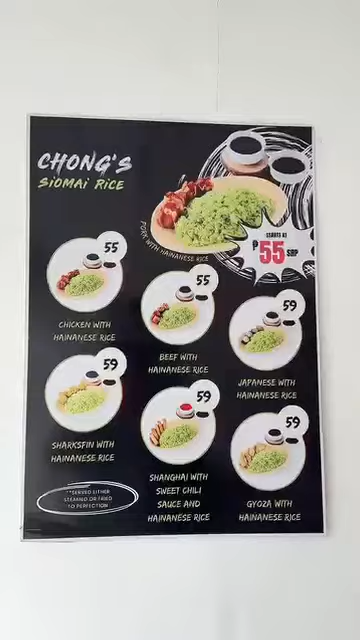 CHONG'S
SiOMAi RiCE
PORK WITH HAINANESE RICE
STARTS AT
₱55 SRP
55
CHICKEN WITH
HAINANESE RICE
55
BEEF WITH
HAINANESE RICE
59
JAPANESE WITH
HAINANESE RICE
59
SHARKSFIN WITH
HAINANESE RICE
59
SHANGHAI WITH
SWEET CHILI
SAUCE AND
HAINANESE RICE
59
GYOZA WITH
HAINANESE RICE
*SERVED EITHER
STEAMED OR FRIED
TO PERFECTION